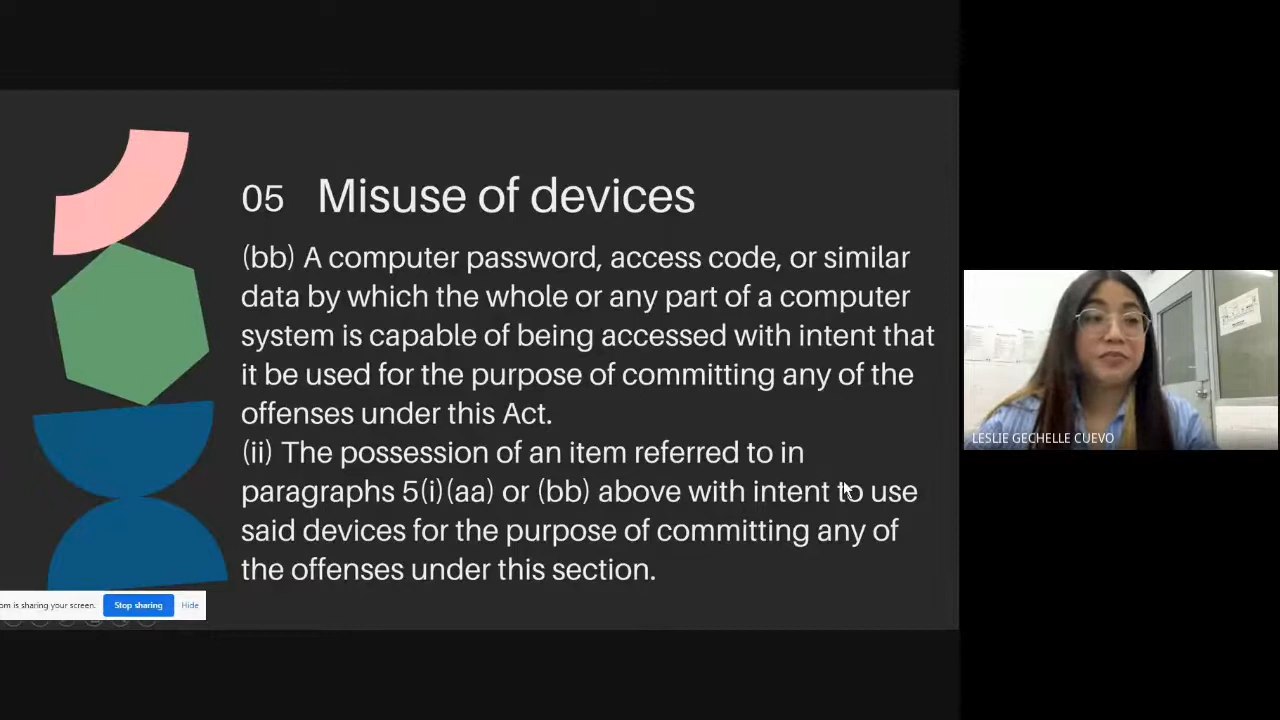 05 Misuse of devices
(bb) A computer password, access code, or similar
data by which the whole or any part of a computer
system is capable of being accessed with intent that
it be used for the purpose of committing any of the
offenses under this Act.
(ii) The possession of an item referred to in
paragraphs 5(i)(aa) or (bb) above with intent to use
said devices for the purpose of committing any of
the offenses under this section.
om is sharing your screen. Stop sharing Hide
LESLIE GECHELLE CUEVO